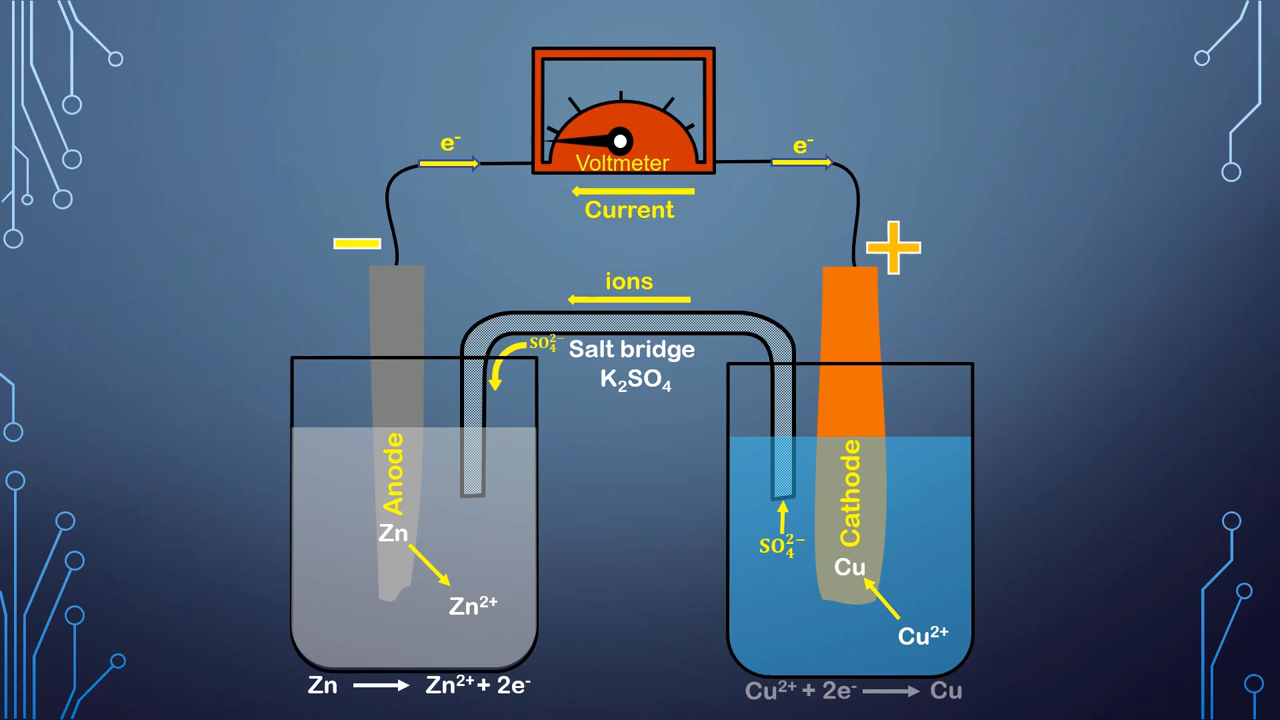 e⁻
e⁻
Voltmeter
Current
−
+
ions
SO₄²⁻
Salt bridge
K₂SO₄
Anode
Cathode
Zn
Zn²⁺
SO₄²⁻
Cu
Cu²⁺
Zn ⟶ Zn²⁺ + 2e⁻
Cu²⁺ + 2e⁻ ⟶ Cu